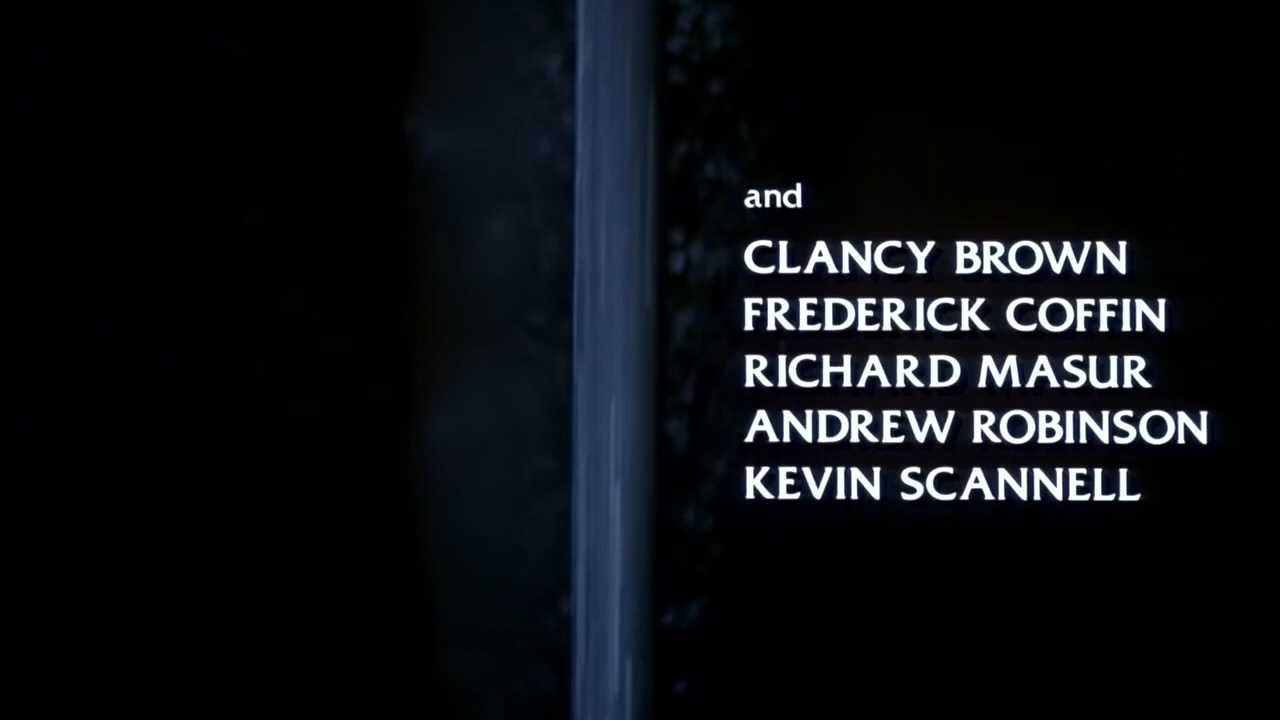 and
CLANCY BROWN
FREDERICK COFFIN
RICHARD MASUR
ANDREW ROBINSON
KEVIN SCANNELL